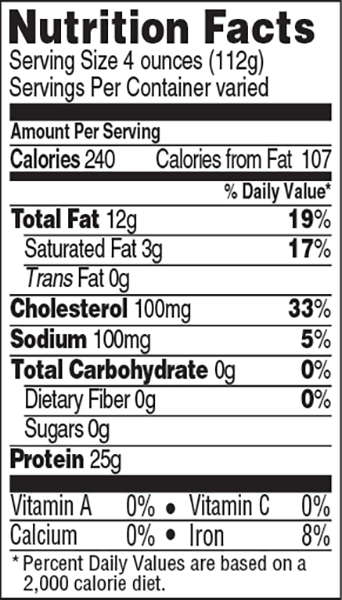 Nutrition Facts
Serving Size 4 ounces (112g)
Servings Per Container varied
Amount Per Serving
Calories 240 Calories from Fat 107
% Daily Value*
Total Fat 12g 19%
Saturated Fat 3g 17%
Trans Fat 0g
Cholesterol 100mg 33%
Sodium 100mg 5%
Total Carbohydrate 0g 0%
Dietary Fiber 0g 0%
Sugars 0g
Protein 25g
Vitamin A 0% • Vitamin C 0%
Calcium 0% • Iron 8%
* Percent Daily Values are based on a
2,000 calorie diet.